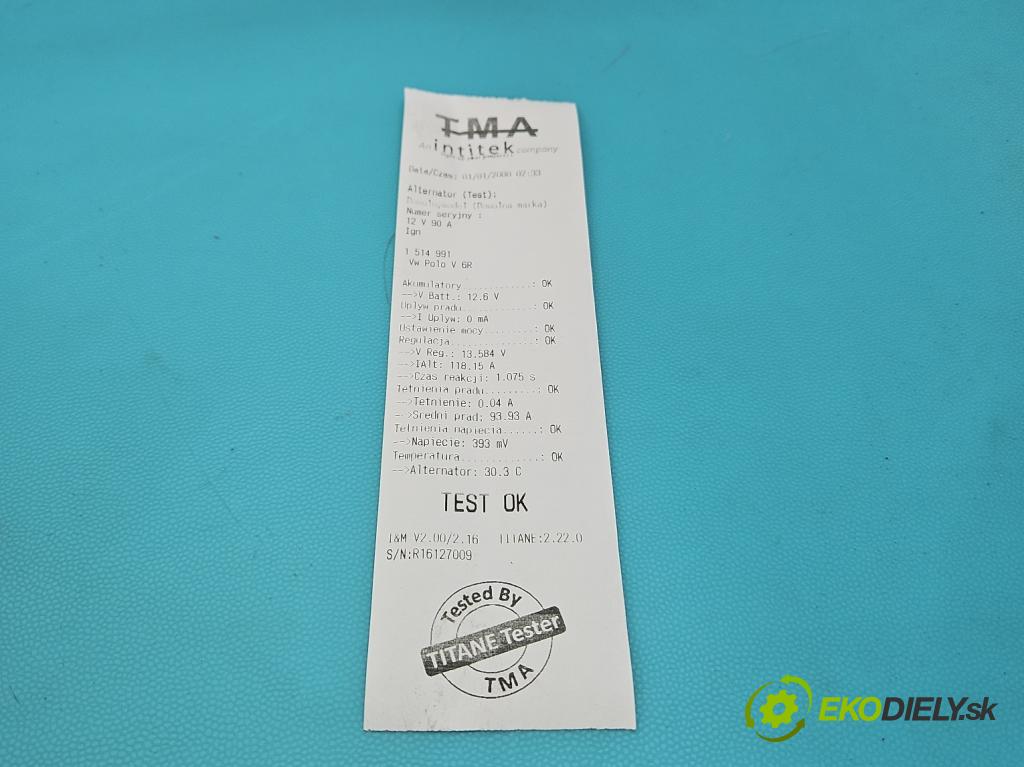 TMA
An intitek company
Data/Czas: 01/01/2000 02:33
Alternator (Test):
(Dowolna marka)
Numer seryjny :
12 V 90 A
Ign
1 514 991
Vw Polo V 6R
Akumulatory............: OK
-->V Batt.: 12.6 V
Uplyw pradu............: OK
-->I Uplyw: 0 mA
Ustawienie mocy........: OK
Regulacja..............: OK
-->V Reg.: 13.584 V
-->IAlt: 118.15 A
-->Czas reakcji: 1.075 s
Tetnienia pradu.........: OK
-->Tetnienie: 0.04 A
-->Sredni prad: 93.93 A
Tetnienia napiecia......: OK
-->Napiecie: 393 mV
Temperatura.............: OK
-->Alternator: 30.3 C
TEST OK
I&M V2.00/2.16 TITANE:2.22.0
S/N:R16127009
Tested By
TITANE Tester
TMA
EKODIELY.sk